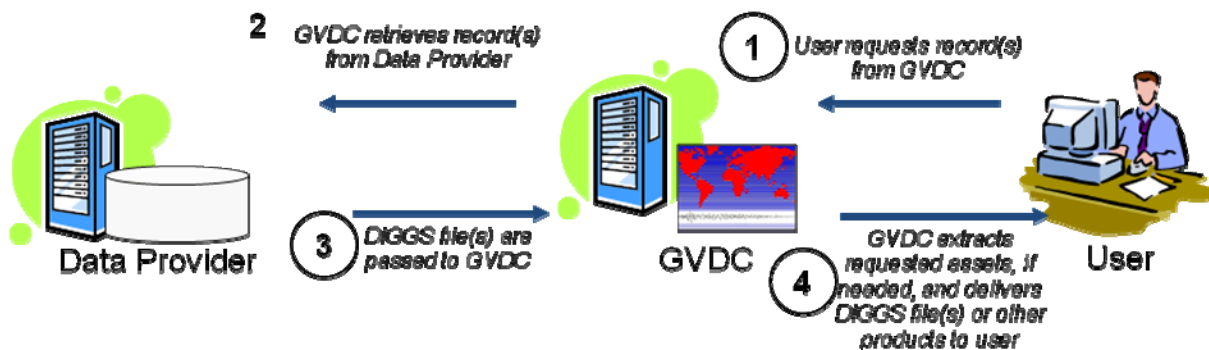 2
GVDC retrieves record(s)
from Data Provider
1
User requests record(s)
from GVDC
3
DIGGS file(s) are
passed to GVDC
4
GVDC extracts
requested assets, if
needed, and delivers
DIGGS file(s) or other
products to user
Data Provider
GVDC
User